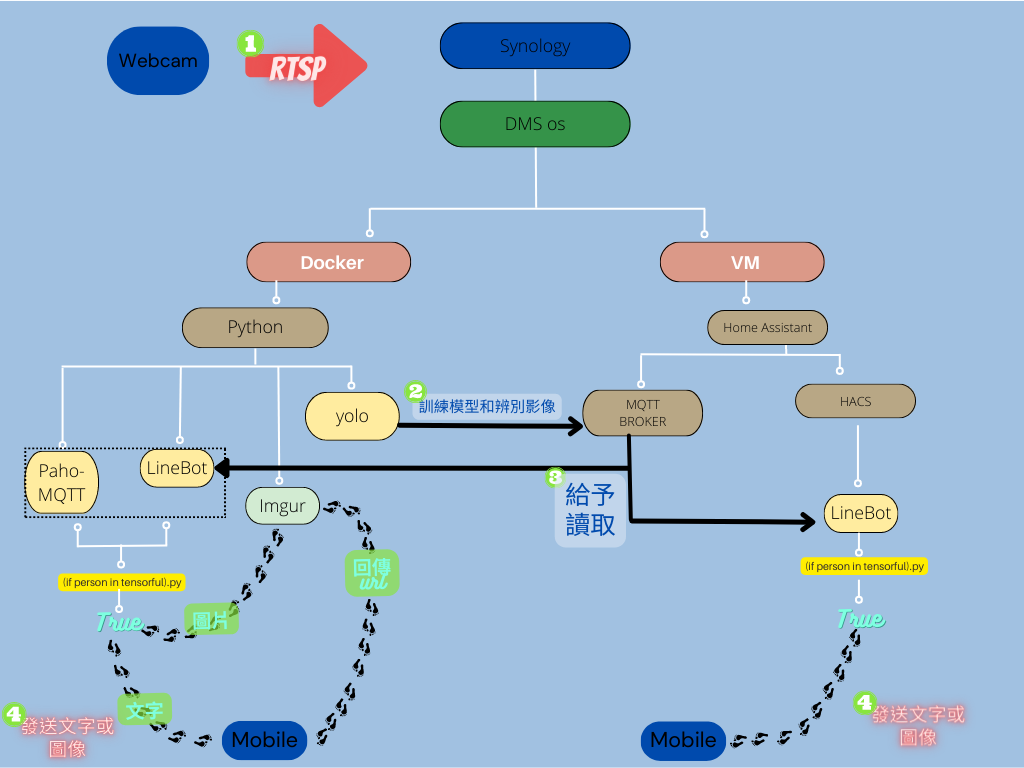 Webcam
1
RTSP
Synology
DMS os
Docker
VM
Python
Home Assistant
yolo
2
訓練模型和辨別影像
MQTT
BROKER
HACS
Paho-
MQTT
LineBot
Imgur
3
給予
讀取
LineBot
回傳
url
(if person in tensorful).py
(if person in tensorful).py
True
圖片
True
文字
4
發送文字或
圖像
Mobile
Mobile
4
發送文字或
圖像